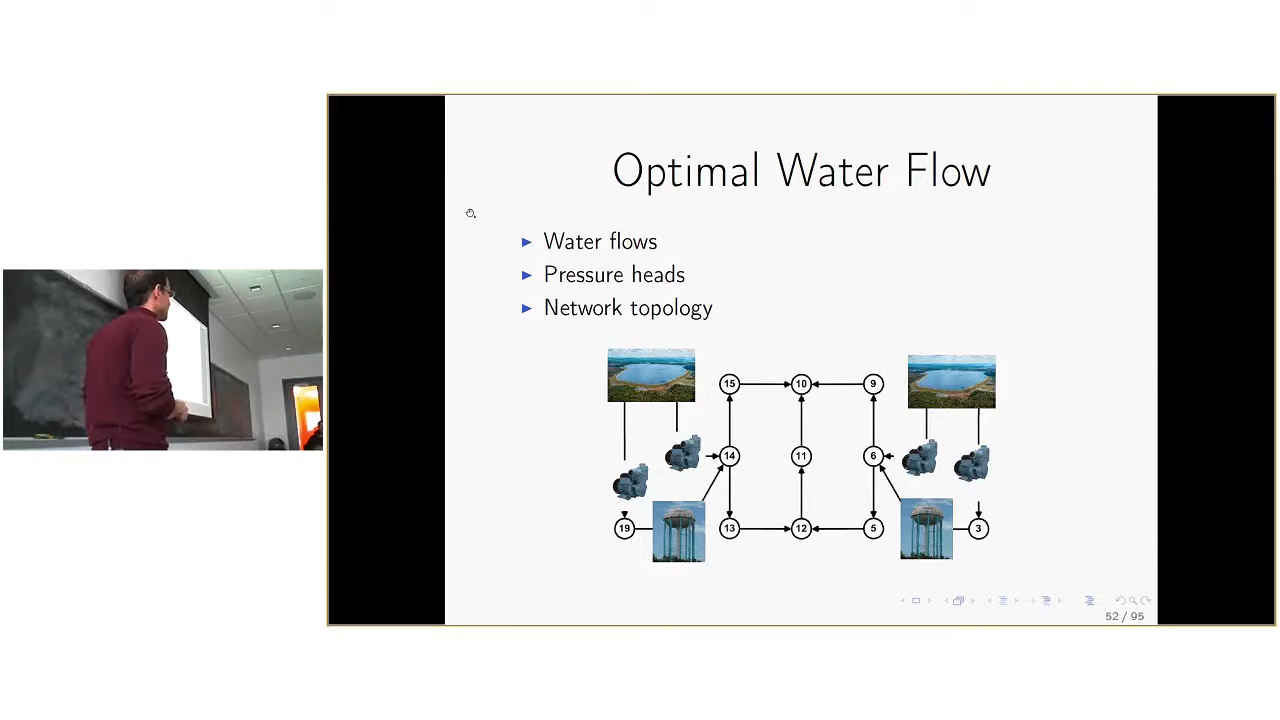 Optimal Water Flow
Water flows
Pressure heads
Network topology
15 10 9
14 11 6
19 13 12 5 3
52 / 95